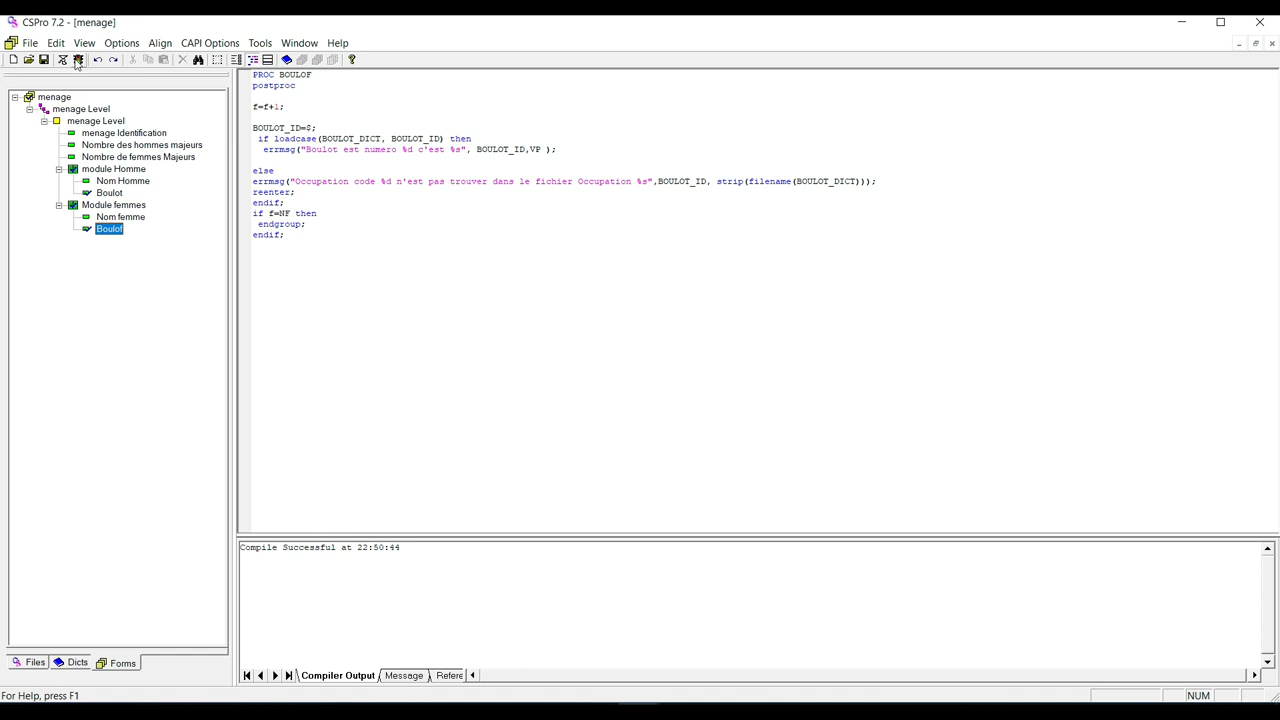 CSPro 7.2 - [menage]
File Edit View Options Align CAPI Options Tools Window Help
menage
menage Level
menage Level
menage Identification
Nombre des hommes majeurs
Nombre de femmes Majeurs
module Homme
Nom Homme
Boulot
Module femmes
Nom femme
Boulof
PROC BOULOF
postproc
f=f+1;
BOULOT_ID=$;
if loadcase(BOULOT_DICT, BOULOT_ID) then
errmsg("Boulot est numero %d c'est %s", BOULOT_ID,VP );
else
errmsg("Occupation code %d n'est pas trouver dans le fichier Occupation %s",BOULOT_ID, strip(filename(BOULOT_DICT)));
reenter;
endif;
if f=NF then
endgroup;
endif;
Compile Successful at 22:50:44
Files Dicts Forms
Compiler Output Message Refere
For Help, press F1
NUM